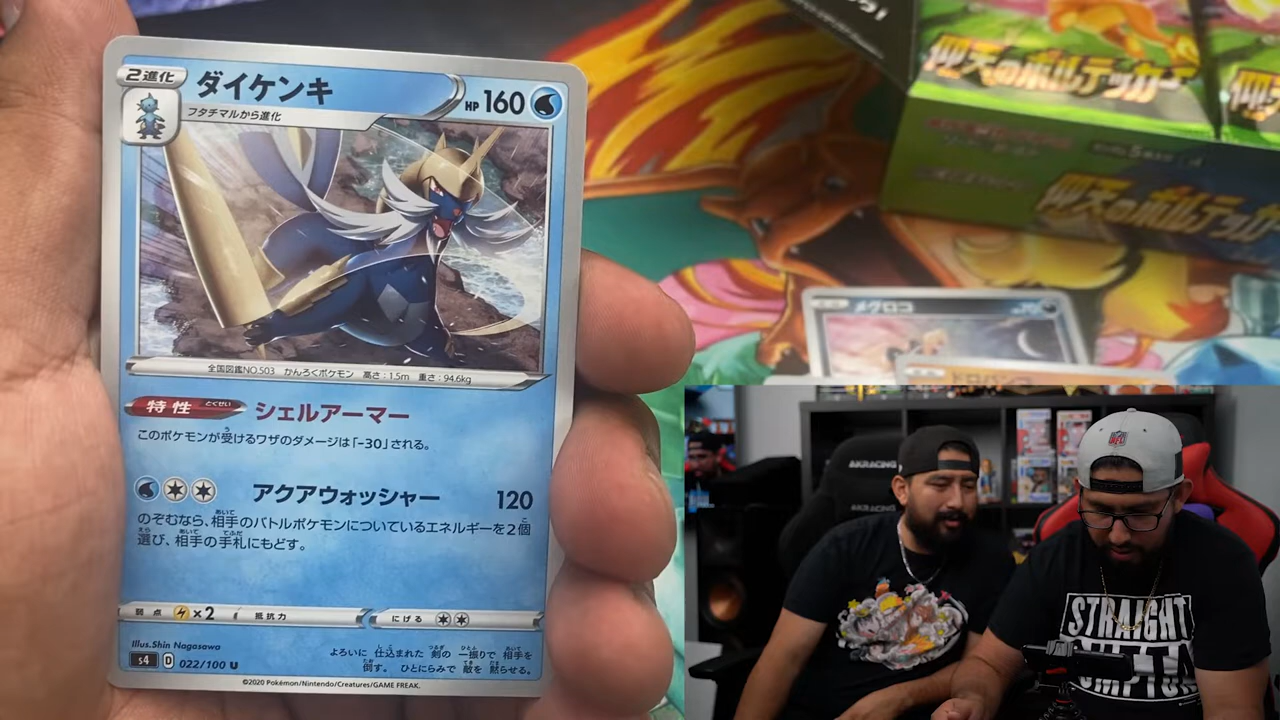 2進化
ダイケンキ
HP 160
フタチマルから進化
全国図鑑NO.503 かんろくポケモン 高さ:1.5m 重さ:94.6kg
特性 とくせい シェルアーマー
このポケモンが受けるワザのダメージは「-30」される。
アクアウォッシャー 120
のぞむなら、相手のバトルポケモンについているエネルギーを2個
選び、相手の手札にもどす。
弱点 ×2 抵抗力 にげる
Illus.Shin Nagasawa
s4 D 022/100 U
よろいに仕込まれた剣の一振りで相手を
倒す。ひとにらみで敵を黙らせる。
©2020 Pokémon/Nintendo/Creatures/GAME FREAK.
仰天のボルテッカー
仰天のボルテッカー
メグロコ
AKRACING
NFL
STRAIGHT